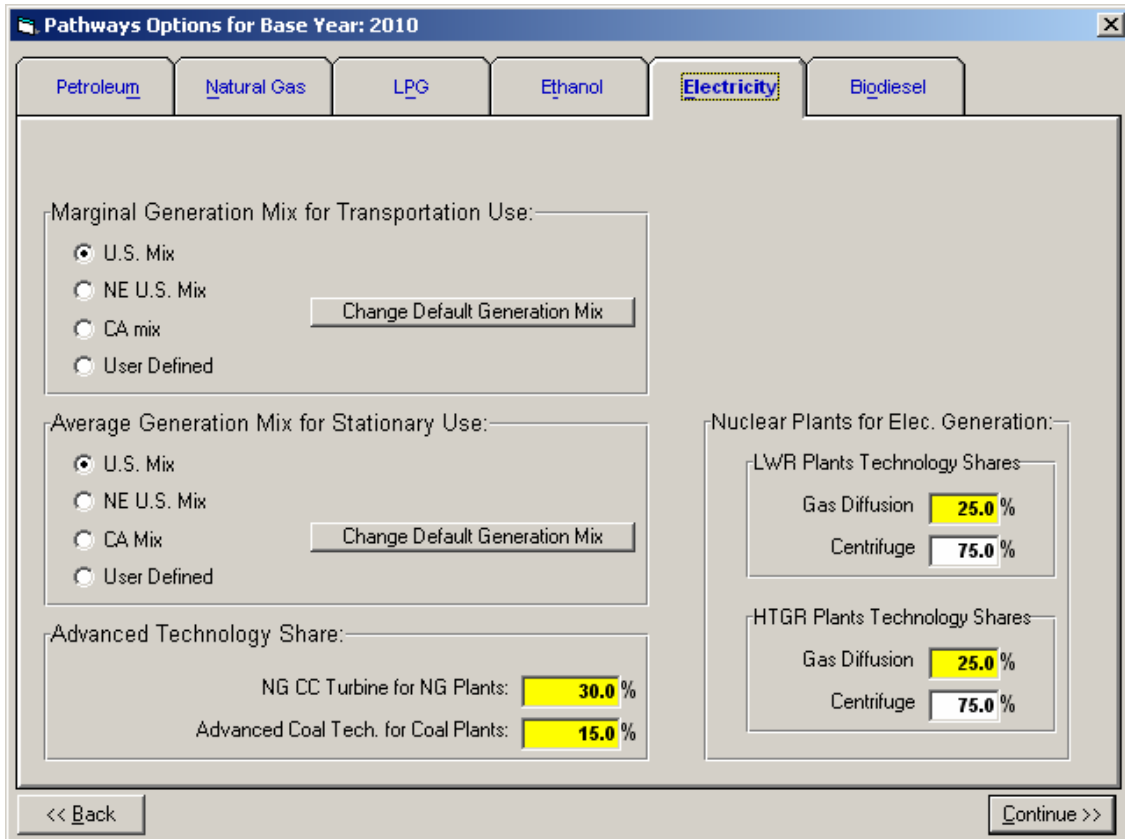 Pathways Options for Base Year: 2010
Petroleum
Natural Gas
LPG
Ethanol
Electricity
Biodiesel
Marginal Generation Mix for Transportation Use:
U.S. Mix
NE U.S. Mix
CA mix
User Defined
Change Default Generation Mix
Average Generation Mix for Stationary Use:
U.S. Mix
NE U.S. Mix
CA Mix
User Defined
Change Default Generation Mix
Advanced Technology Share:
NG CC Turbine for NG Plants: 30.0 %
Advanced Coal Tech. for Coal Plants: 15.0 %
Nuclear Plants for Elec. Generation:
LWR Plants Technology Shares
Gas Diffusion 25.0 %
Centrifuge 75.0 %
HTGR Plants Technology Shares
Gas Diffusion 25.0 %
Centrifuge 75.0 %
<< Back
Continue >>